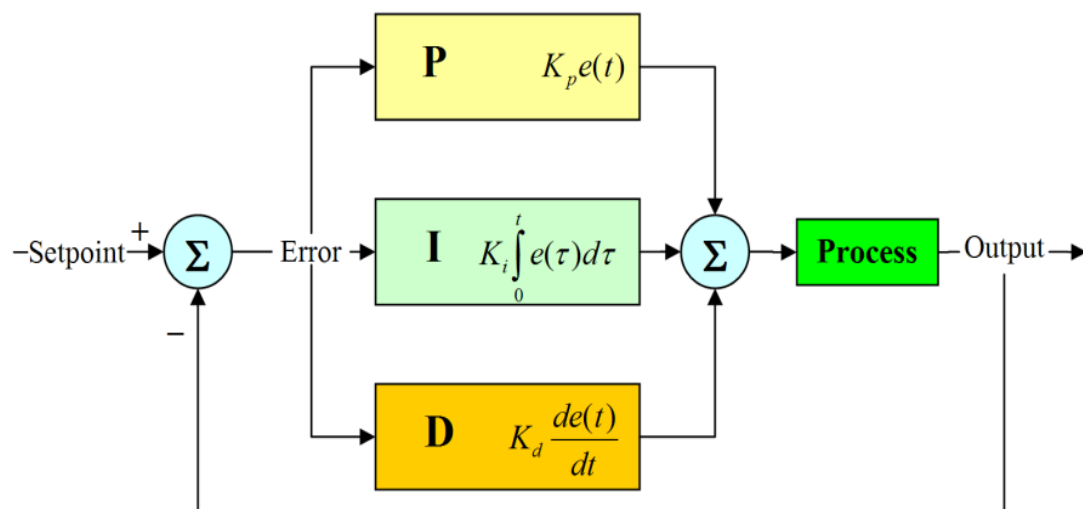 P K_p e(t)
–Setpoint + Σ Error I K_i ∫_0^t e(τ)dτ Σ Process Output
–
D K_d de(t)/dt